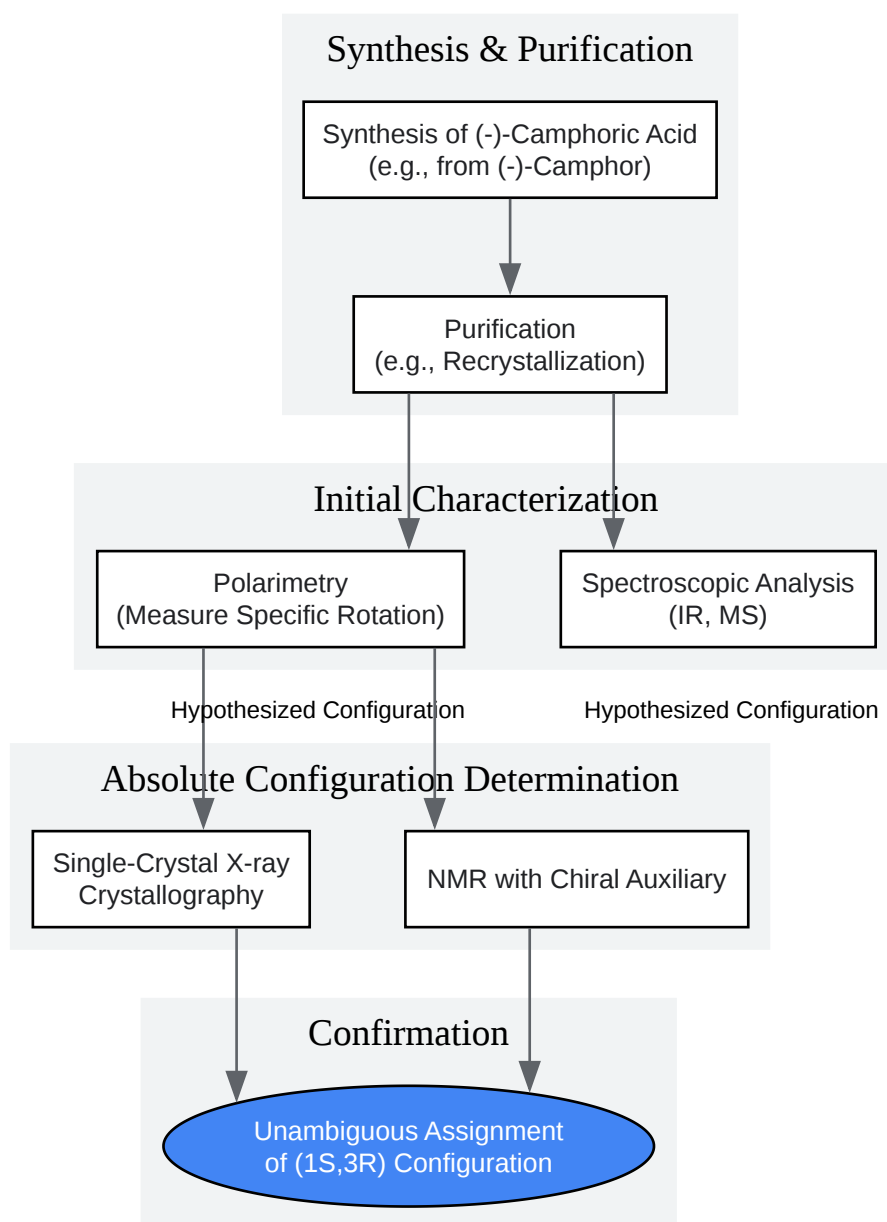 Synthesis & Purification
Synthesis of (-)-Camphoric Acid
(e.g., from (-)-Camphor)
Purification
(e.g., Recrystallization)
Initial Characterization
Polarimetry
(Measure Specific Rotation)
Spectroscopic Analysis
(IR, MS)
Hypothesized Configuration
Hypothesized Configuration
Absolute Configuration Determination
Single-Crystal X-ray
Crystallography
NMR with Chiral Auxiliary
Confirmation
Unambiguous Assignment
of (1S,3R) Configuration